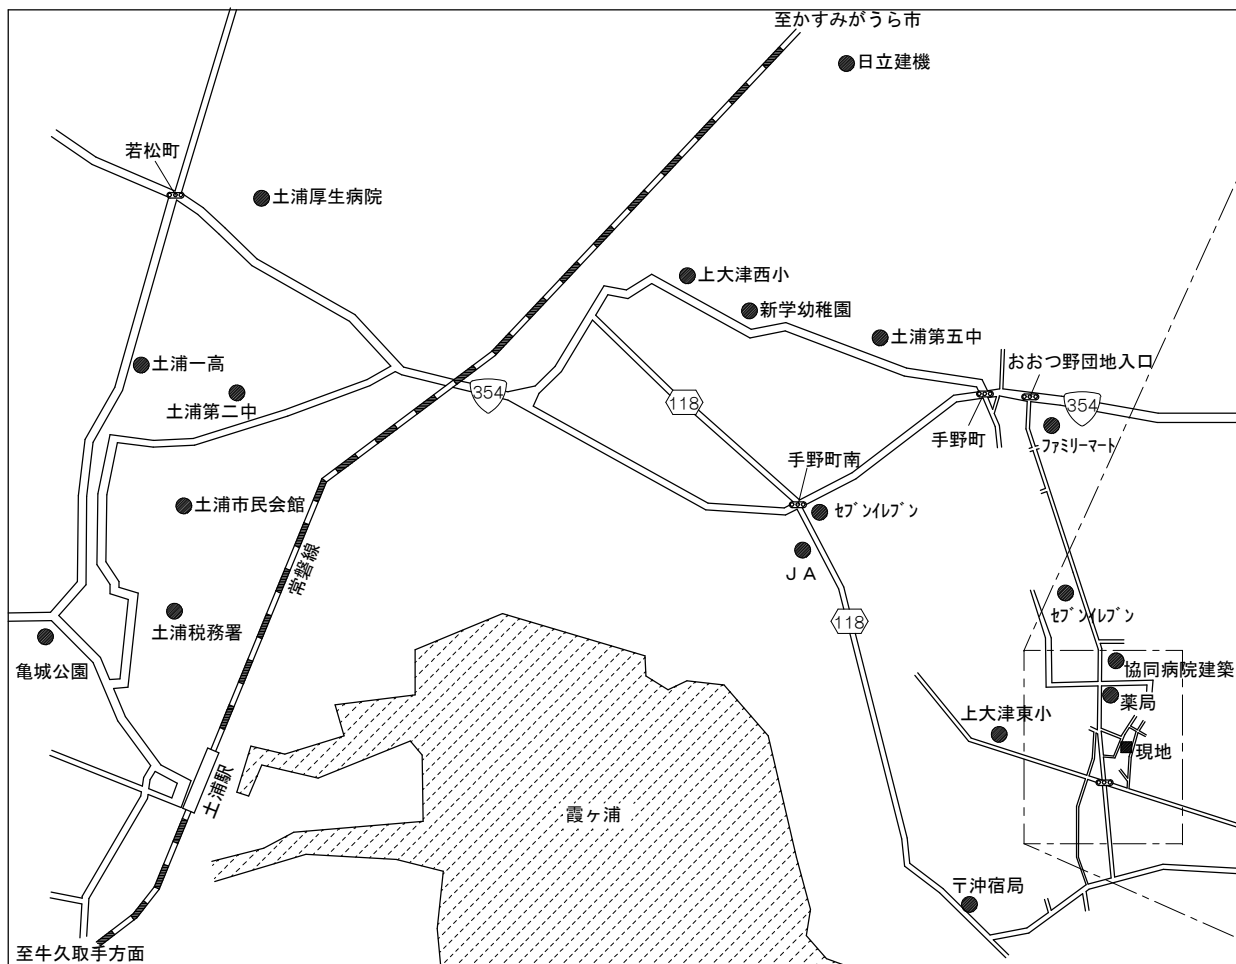 至かすみがうら市
日立建機
若松町
土浦厚生病院
上大津西小
新学幼稚園
土浦第五中
土浦一高
おおつ野団地入口
土浦第二中
354
118
354
手野町
ﾌｧﾐﾘｰﾏｰﾄ
手野町南
土浦市民会館
ｾﾌﾞﾝｲﾚﾌﾞﾝ
常磐線
ＪＡ
土浦税務署
118
ｾﾌﾞﾝｲﾚﾌﾞﾝ
亀城公園
協同病院建築
薬局
上大津東小
現地
土浦駅
霞ヶ浦
〒沖宿局
至牛久取手方面